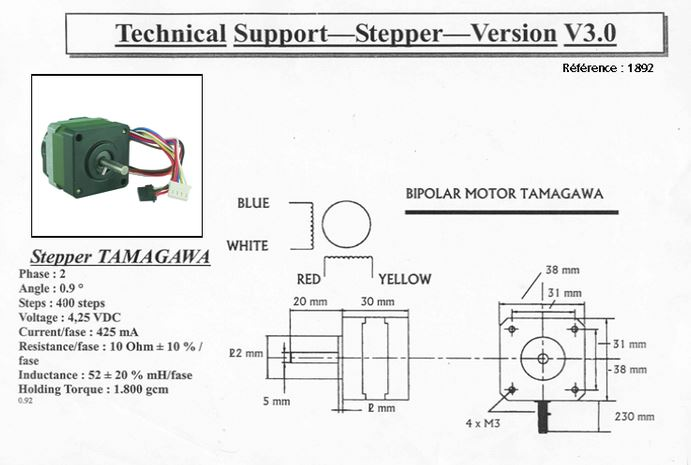 Technical Support—Stepper—Version V3.0
Référence : 1892
BIPOLAR MOTOR TAMAGAWA
BLUE
WHITE
RED
YELLOW
Stepper TAMAGAWA
Phase : 2
Angle : 0.9 °
Steps : 400 steps
Voltage : 4,25 VDC
Current/fase : 425 mA
Resistance/fase : 10 Ohm ± 10 % /
fase
Inductance : 52 ± 20 % mH/fase
Holding Torque : 1.800 gcm
0.92
20 mm
30 mm
22 mm
5 mm
2 mm
38 mm
31 mm
31 mm
38 mm
4 x M3
230 mm